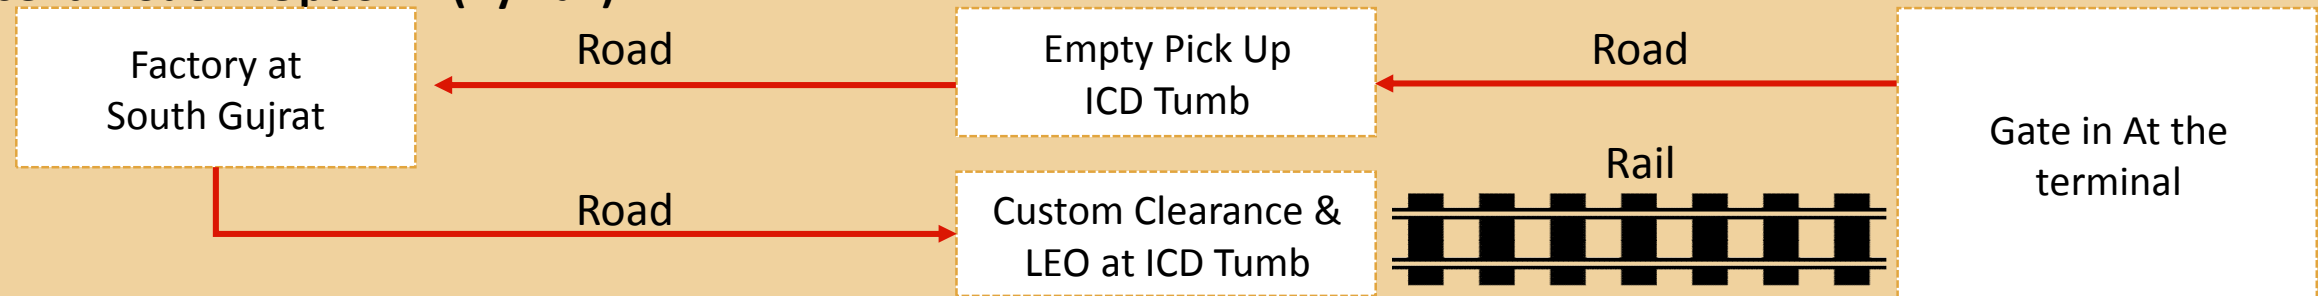 Factory at
South Gujrat
Road
Empty Pick Up
ICD Tumb
Road
Gate in At the
terminal
Rail
Road
Custom Clearance &
LEO at ICD Tumb